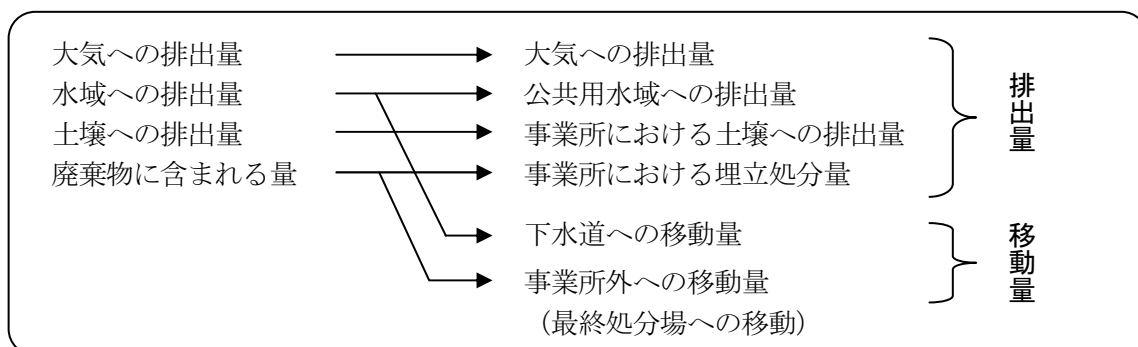 大気への排出量
大気への排出量
水域への排出量
公共用水域への排出量
土壌への排出量
事業所における土壌への排出量
廃棄物に含まれる量
事業所における埋立処分量
排出量
下水道への移動量
事業所外への移動量
（最終処分場への移動）
移動量